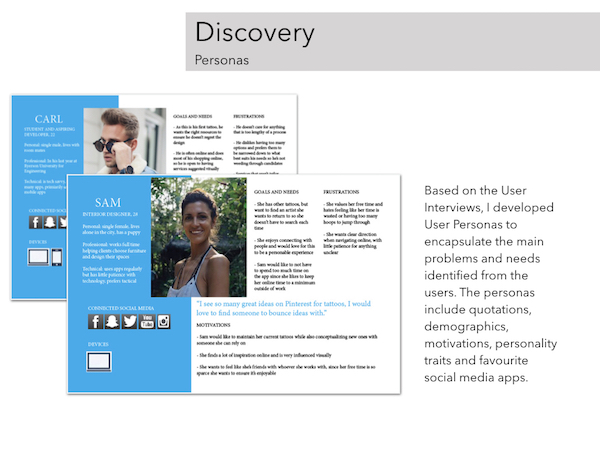 Discovery
Personas
CARL
STUDENT AND ASPIRING
DEVELOPER, 22
Personal: single male, lives with
Professional: In the last year of
Ryerson University for
Engineering
Technical: is tech savvy
mobile apps
CONNECTED SOCIAL
DEVICES
GOALS AND NEEDS
- As this is his first tattoo, he
wants the right resources to
ensure he doesn't regret the
design
- He is often online and does
most of his shopping online,
so he is open to having
services suggested virtually
FRUSTRATIONS
- He doesn't care for anything
that is too lengthy of a process
- He dislikes having too many
options and prefers them to
be narrowed down to what
best suits his needs so he's not
weeding through candidates
SAM
INTERIOR DESIGNER, 28
Personal: single female, lives
alone in the city, has a puppy
Professional: works full time
helping clients choose furniture
and design their spaces
Technical: uses apps regularly
but has little patience with
technology, prefers tactical
CONNECTED SOCIAL MEDIA
You
Tube
DEVICES
GOALS AND NEEDS
- She has other tattoos, but
want to find an artist she
wants to return to so she
doesn't have to search each
time
- She enjoys connecting with
people and would love for this
to be a personable experience
- Sam would like to not have
to spend too much time on
the app since she likes to keep
her online time to a minimum
outside of work
FRUSTRATIONS
- She values her free time and
hates feeling like her time is
wasted or having too many
hoops to jump through
- She wants clear direction
when navigating online, with
little patience for anything
unclear
"I see so many great ideas on Pinterest for tattoos, I would
love to find someone to bounce ideas with."
MOTIVATIONS
- Sam would like to maintain her current tattoos while also conceptualizing new ones with
someone she can rely on
- She finds a lot of inspiration online and is very influenced visually
- She wants to feel like she's friends with whoever she works with, since her free time is so
sparce she wants to ensure it's enjoyable
Based on the User
Interviews, I developed
User Personas to
encapsulate the main
problems and needs
identified from the
users. The personas
include quotations,
demographics,
motivations, personality
traits and favourite
social media apps.